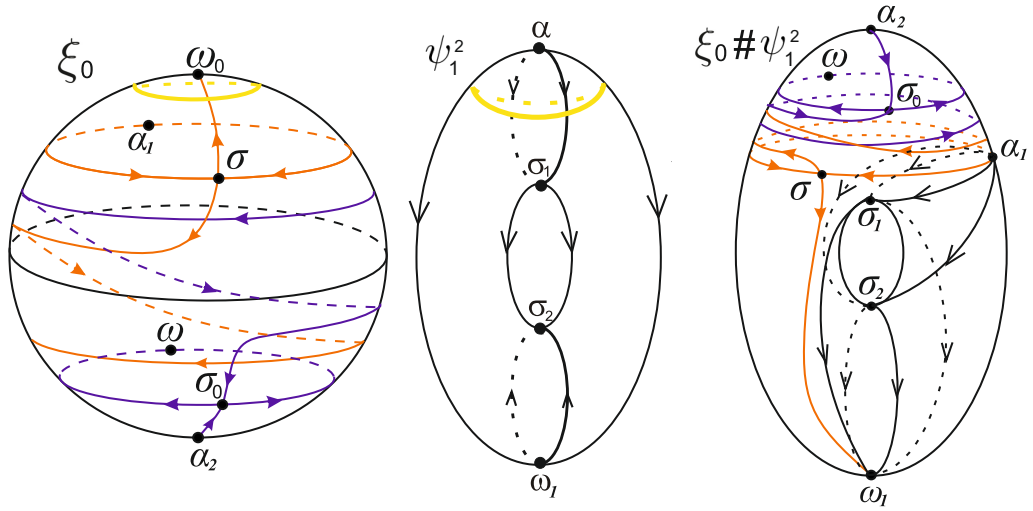 ξ₀
ω₀
α₁
σ
ω
σ₀
α₂
ψ₁²
α
σ₁
σ₂
ω₁
ξ₀#ψ₁²
α₂
ω
σ₀
α₁
σ
σ₁
σ₂
ω₁